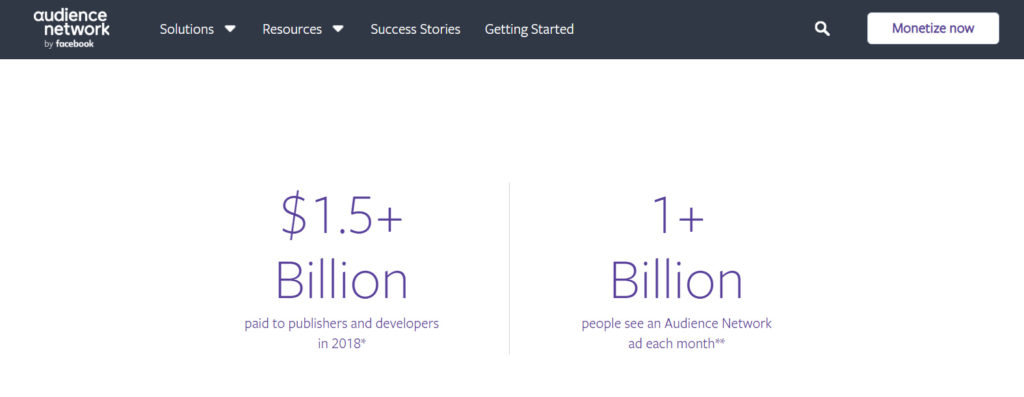 audience
network
by facebook
Solutions
Resources
Success Stories
Getting Started
Monetize now
$1.5+
Billion
paid to publishers and developers
in 2018*
1+
Billion
people see an Audience Network
ad each month**